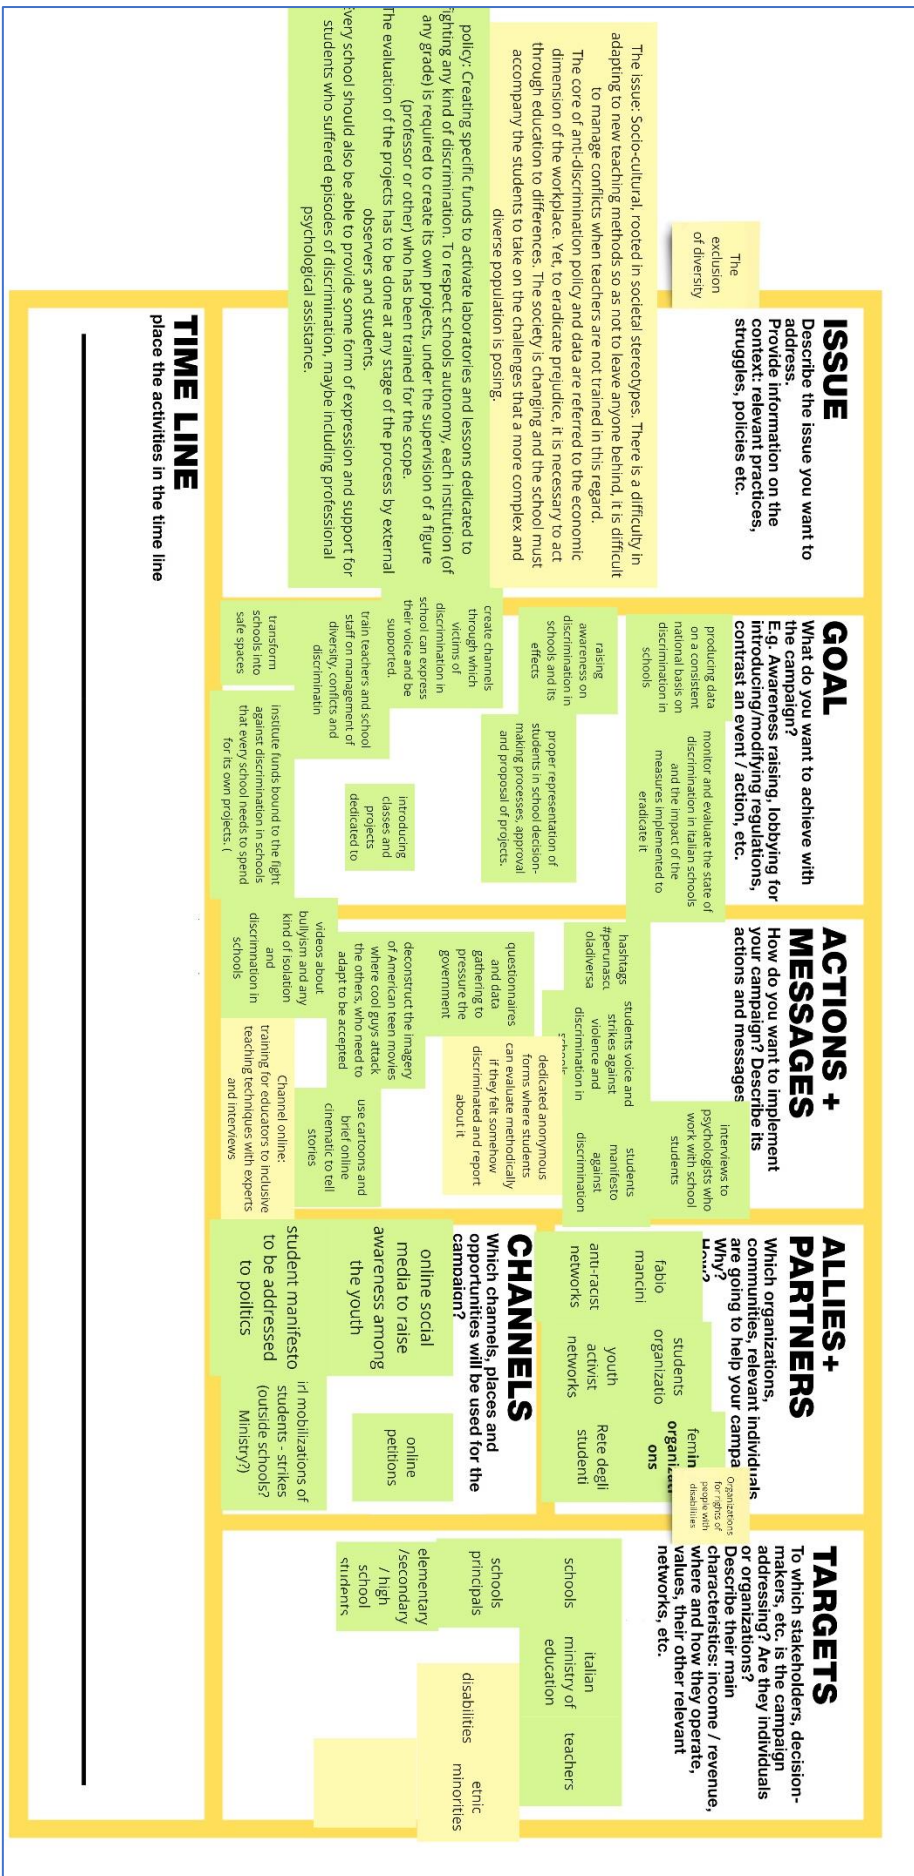 ISSUE
Describe the issue you want to
address.
Provide information on the
context: relevant practices,
struggles, policies etc.
The
exclusion
of diversity
The issue: Socio-cultural, rooted in societal stereotypes. There is a difficulty in
adapting to new teaching methods so as not to leave anyone behind, it is difficult
to manage conflicts when teachers are not trained in this regard.
The core of anti-discrimination policy and data are referred to the economic
dimension of the workplace. Yet, to eradicate prejudice, it is necessary to act
through education to differences. The society is changing and the school must
accompany the students to take on the challenges that a more complex and
diverse population is posing.
policy: Creating specific funds to activate laboratories and lessons dedicated to
fighting any kind of discrimination. To respect schools autonomy, each institution (of
any grade) is required to create its own projects, under the supervision of a figure
(professor or other) who has been trained for the scope.
The evaluation of the projects has to be done at any stage of the process by external
observers and students.
Every school should also be able to provide some form of expression and support for
students who suffered episodes of discrimination, maybe including professional
psychological assistance.
GOAL
What do you want to achieve with
the campaign?
E.g. Awareness raising, lobbying for
introducing/modifying regulations,
contrast an event / action, etc.
producing data
on a consistent
national basis on
discrimination in
schools
monitor and evaluate the state of
discrimination in italian schools
and the impact of the
measures implemented to
eradicate it
raising
awareness on
discrimination in
schools and its
effects
proper representation of
students in school decision-
making processes, approval
and proposal of projects.
create channels
through which
victims of
discrimination in
school can express
their voice and be
supported.
introducing
classes and
projects
dedicated to
train teachers and school
staff on management of
diversity, conflicts and
discriminatin
transform
schools into
safe spaces
institute funds bound to the fight
against discrimination in schools
that every school needs to spend
for its own projects. (
ACTIONS +
MESSAGES
How do you want to implement
your campaign? Describe its
actions and messages
interviews to
psychologists who
work with school
students
hashtags
#perunascu
oladiversa
students voice and
strikes against
violence and
discrimination in
schools
students
manifesto
against
discrimination
questionnaires
and data
gathering to
pressure the
government
dedicated anonymous
forms where students
can evaluate methodically
if they felt somehow
discriminated and report
about it
deconstruct the imagery
of American teen movies
where cool guys attack
the others, who need to
adapt to be accepted
use cartoons and
brief online
cinematic to tell
stories
videos about
bullyism and any
kind of isolation
and
discrimnation in
schools
Channel online:
training for educators to inclusive
teaching techniques with experts
and interviews
ALLIES+
PARTNERS
Which organizations,
communities, relevant individuals
are going to help your campa
Why?
How?
fabio
mancini
students
organizatio
femin
organizati
ons
anti-racist
networks
youth
activist
networks
Rete degli
studenti
Organizations
for rights of
people with
disabilities
CHANNELS
Which channels, places and
opportunities will be used for the
campaign?
online social
media to raise
awareness among
the youth
online
petitions
student manifesto
to be addressed
to poiltics
irl mobilizations of
students - strikes
(outside schools?
Ministry?)
TARGETS
To which stakeholders, decision-
makers, etc. is the campaign
addressing? Are they individuals
or organizations?
Describe their main
characteristics: income / revenue,
where and how they operate,
values, their other relevant
networks, etc.
schools
italian
ministry of
education
teachers
schools
principals
elementary
/secondary
/ high
school
students
disabilities
etnic
minorities
TIME LINE
place the activities in the time line